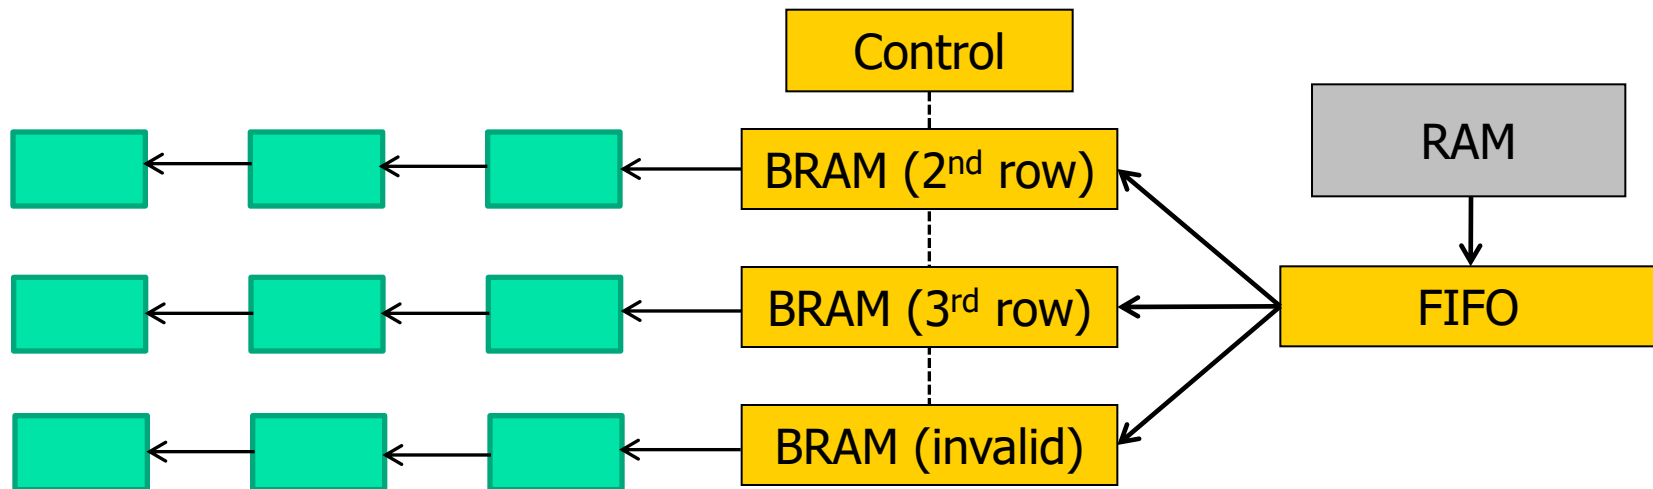 Control
RAM
BRAM (2nd row)
BRAM (3rd row)
FIFO
BRAM (invalid)